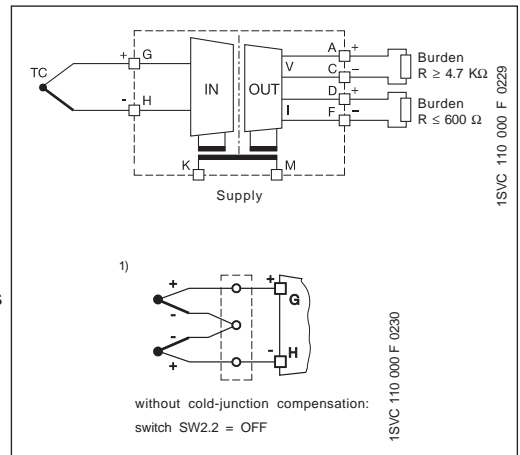 TC
+ G
- H
IN
OUT
V
I
A +
C –
D +
F –
Burden
R ≥ 4.7 KΩ
Burden
R ≤ 600 Ω
K
M
Supply
1SVC 110 000 F 0229
1)
+
-
-
+
+
G
-
H
s
without cold-junction compensation:
switch SW2.2 = OFF
1SVC 110 000 F 0230